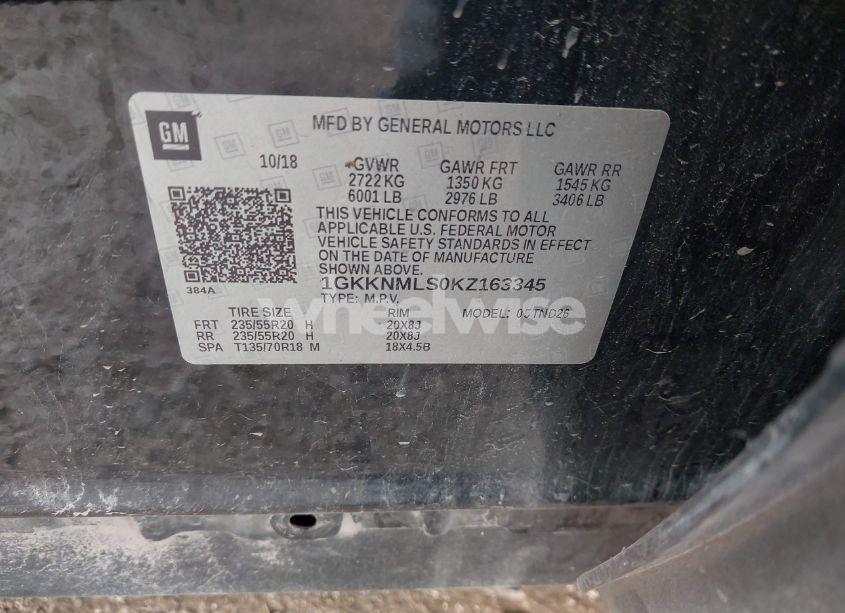 GM
MFD BY GENERAL MOTORS LLC
10/18 GVWR GAWR FRT GAWR RR
2722 KG 1350 KG 1545 KG
6001 LB 2976 LB 3406 LB
THIS VEHICLE CONFORMS TO ALL
APPLICABLE U.S. FEDERAL MOTOR
VEHICLE SAFETY STANDARDS IN EFFECT
ON THE DATE OF MANUFACTURE
SHOWN ABOVE.
384A
1GKKNMLS0KZ163345
TYPE: M.P.V.
wheelwise
TIRE SIZE RIM MODEL:
FRT 235/55R20 H 20X8J
RR 235/55R20 H 20X8J
SPA T135/70R18 M 18X4.5B